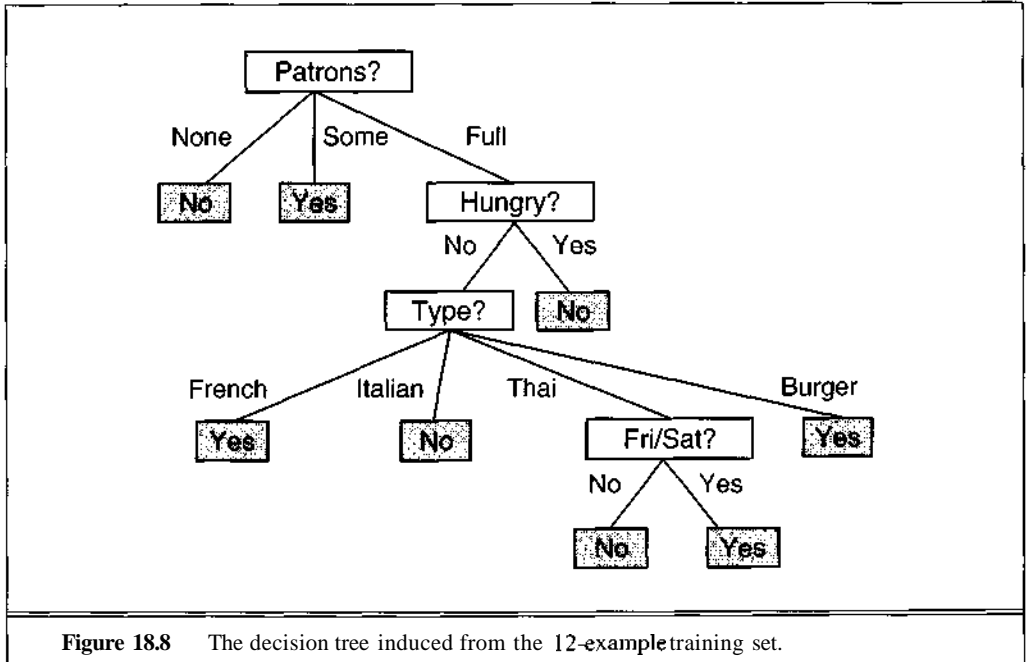 Patrons?
None Some Full
No Yes Hungry?
No Yes
Type? No
French Italian Thai Burger
Yes No Fri/Sat? Yes
No Yes
No Yes
Figure 18.8 The decision tree induced from the 12-example training set.